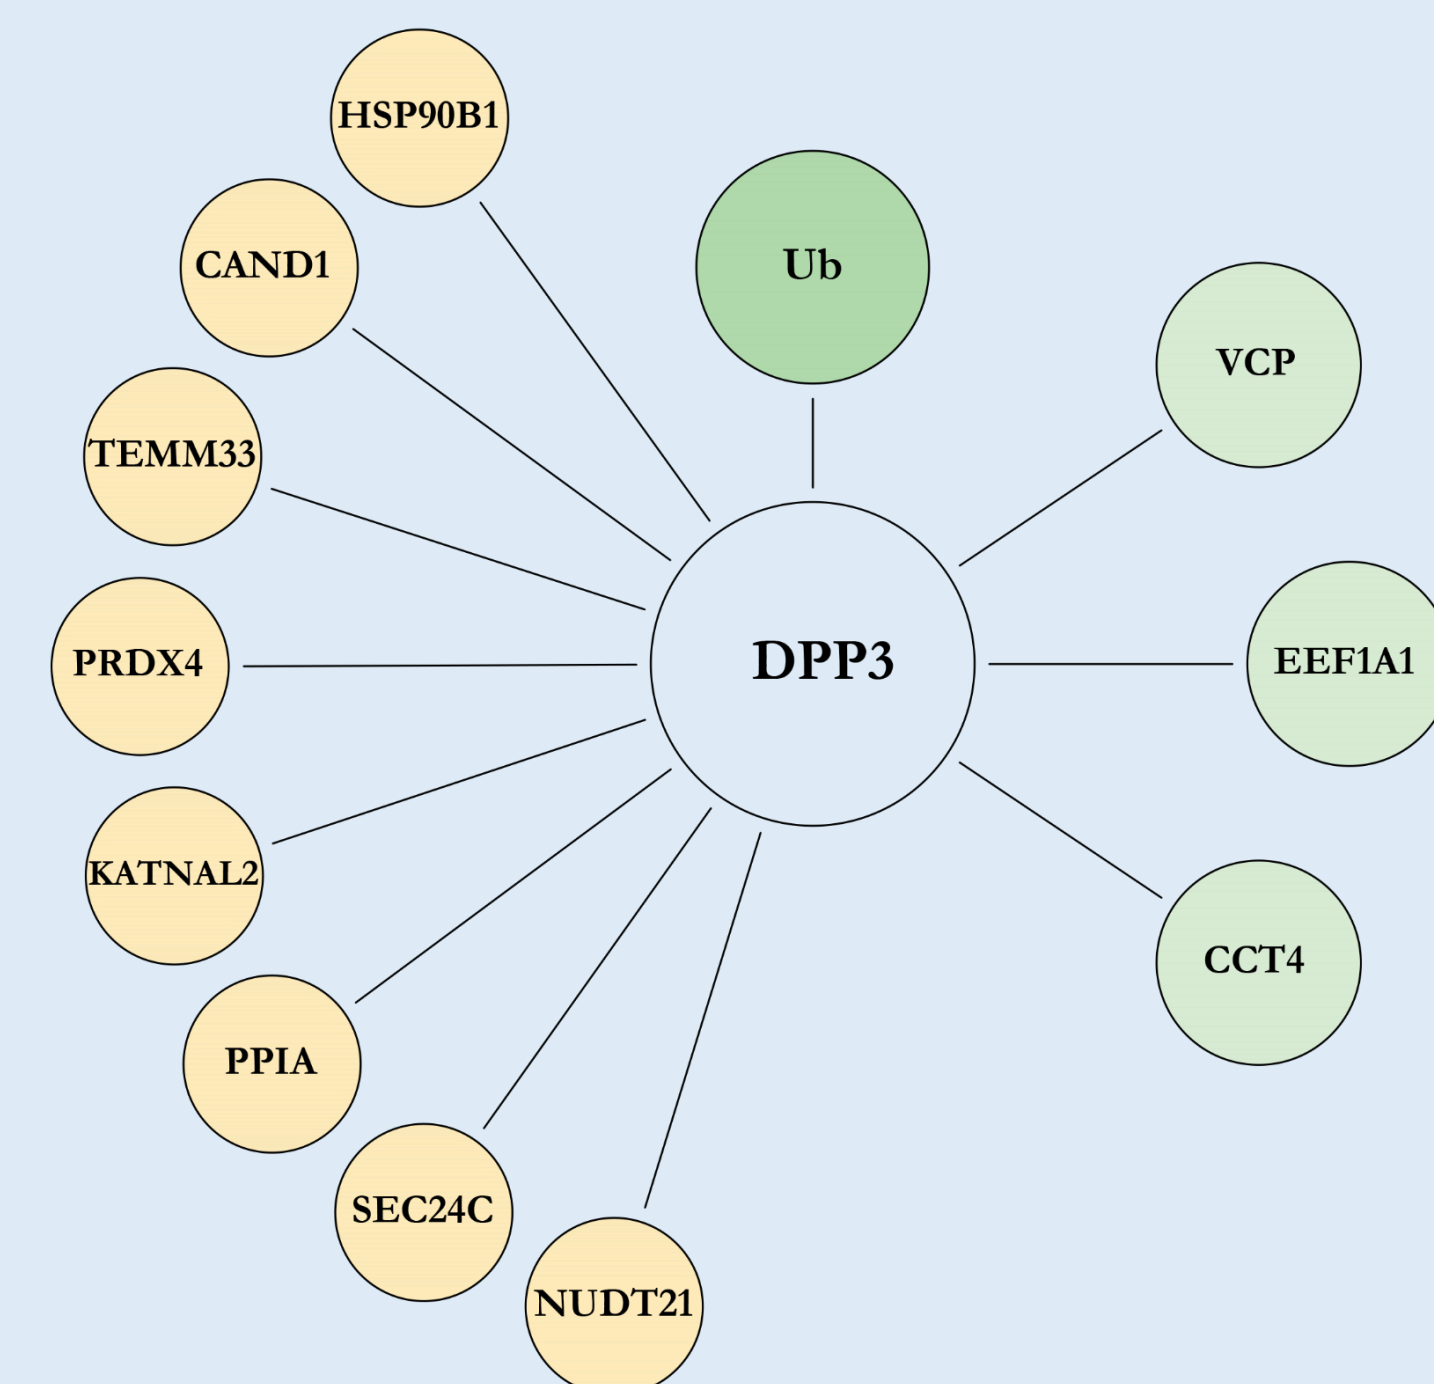 HSP90B1
Ub
CAND1
VCP
TEMM33
DPP3
PRDX4
EEF1A1
KATNAL2
CCT4
PPIA
SEC24C
NUDT21